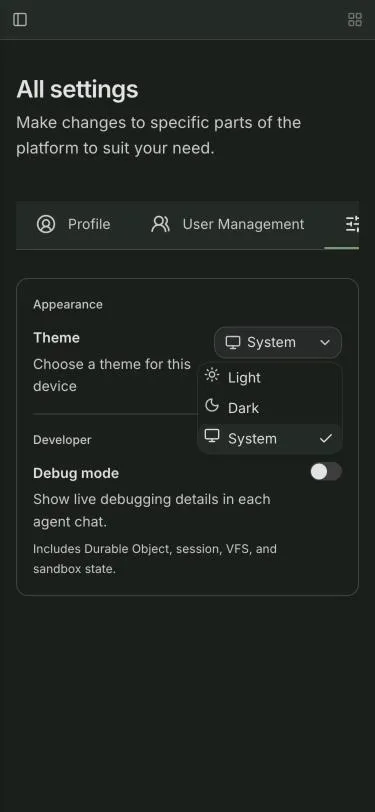 All settings
Make changes to specific parts of the
platform to suit your need.
Profile
User Management
Appearance
Theme
System
Choose a theme for this
device
Light
Dark
System
Developer
Debug mode
Show live debugging details in each
agent chat.
Includes Durable Object, session, VFS, and
sandbox state.